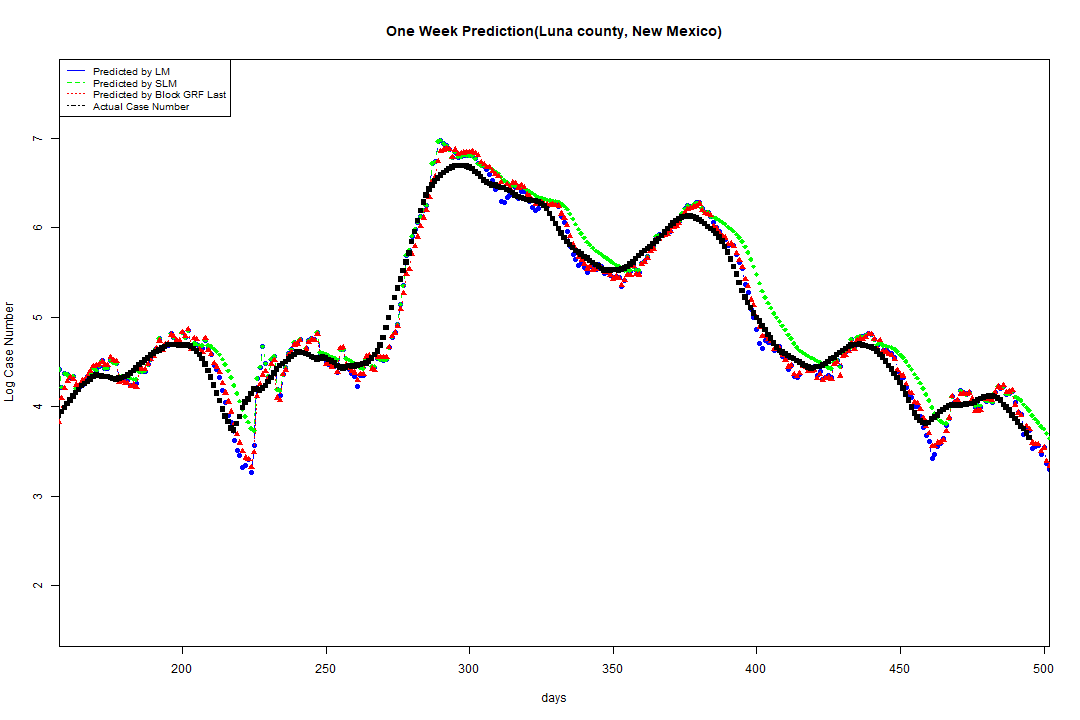 One Week Prediction(Luna county, New Mexico)
Predicted by LM
Predicted by SLM
Predicted by Block GRF Last
Actual Case Number
7
6
5
4
3
2
Log Case Number
200 250 300 350 400 450 500
days